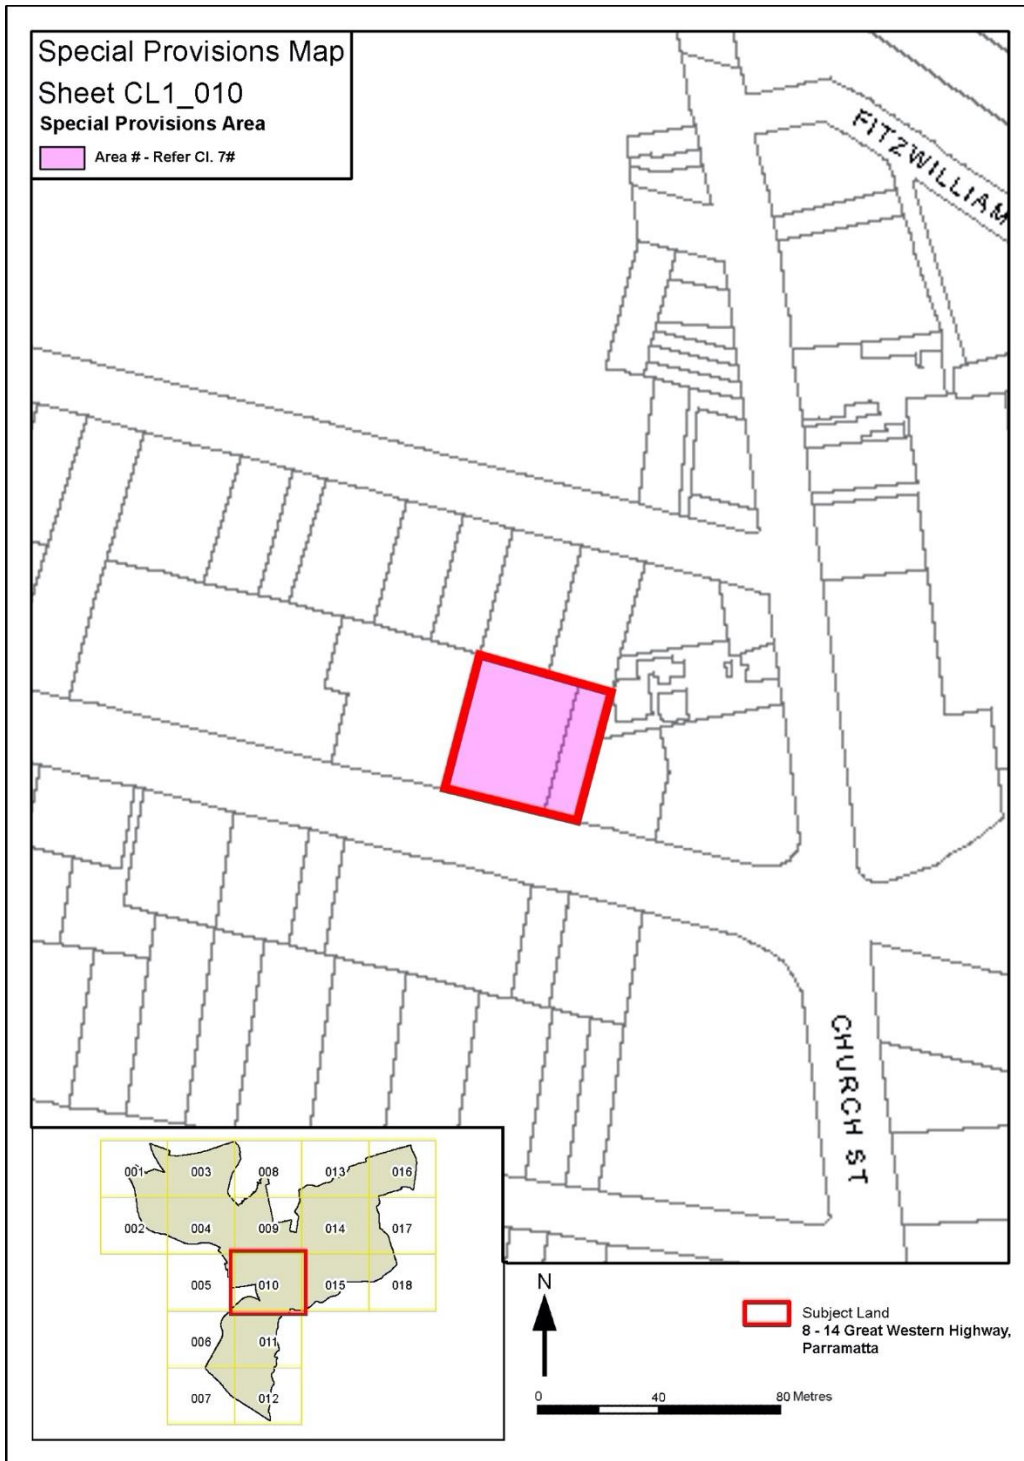 Special Provisions Map
Sheet CL1_010
Special Provisions Area
Area # - Refer Cl. 7#
FITZWILLIAM
CHURCH ST
001
003
008
013
016
002
004
009
014
017
005
010
015
018
006
011
007
012
N
0
40
80 Metres
Subject Land
8 - 14 Great Western Highway,
Parramatta